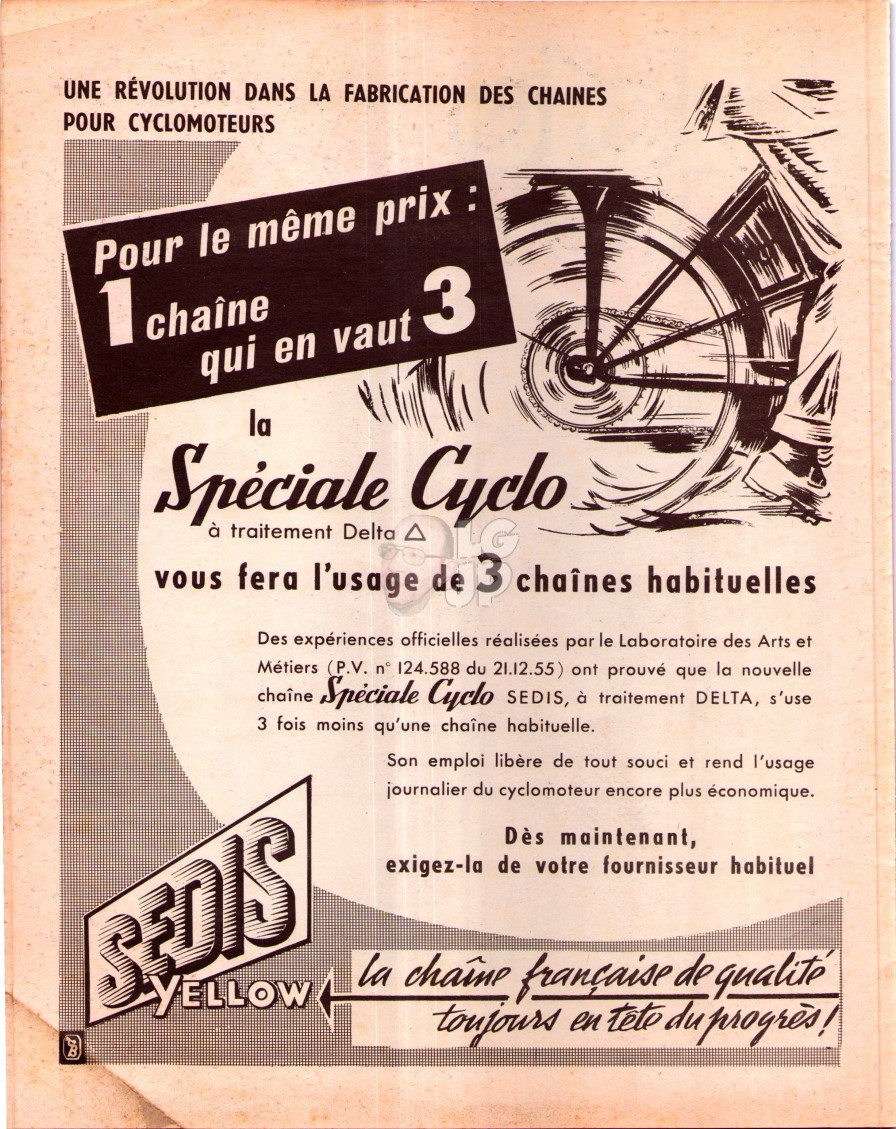 UNE RÉVOLUTION DANS LA FABRICATION DES CHAINES
POUR CYCLOMOTEURS
Pour le même prix :
1 chaîne
qui en vaut 3
la
Spéciale Cyclo
à traitement Delta △
LG
UP
vous fera l'usage de 3 chaînes habituelles
Des expériences officielles réalisées par le Laboratoire des Arts et
Métiers (P.V. n° 124.588 du 21.12.55) ont prouvé que la nouvelle
chaîne Spéciale Cyclo SEDIS, à traitement DELTA, s'use
3 fois moins qu'une chaîne habituelle.
Son emploi libère de tout souci et rend l'usage
journalier du cyclomoteur encore plus économique.
Dès maintenant,
exigez-la de votre fournisseur habituel
SEDIS
YELLOW
la chaîne française de qualité
toujours en tête du progrès !